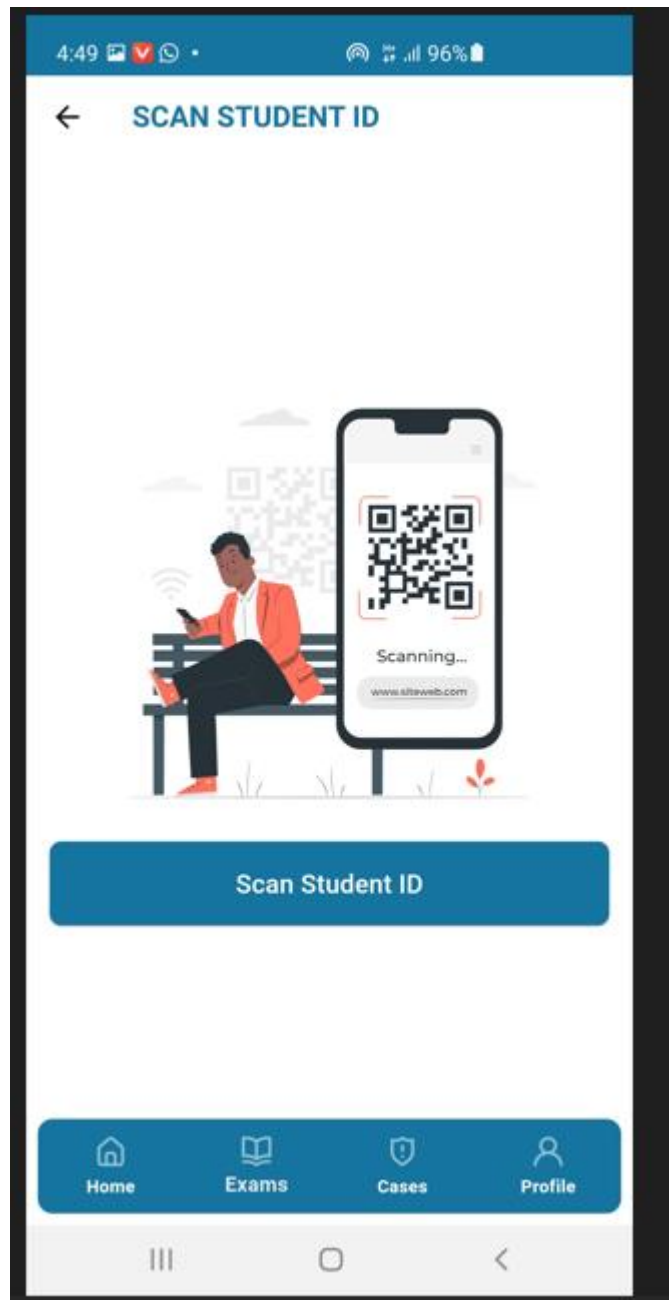 4:49 96%
SCAN STUDENT ID
Scanning...
www.siteweb.com
Scan Student ID
Home Exams Cases Profile